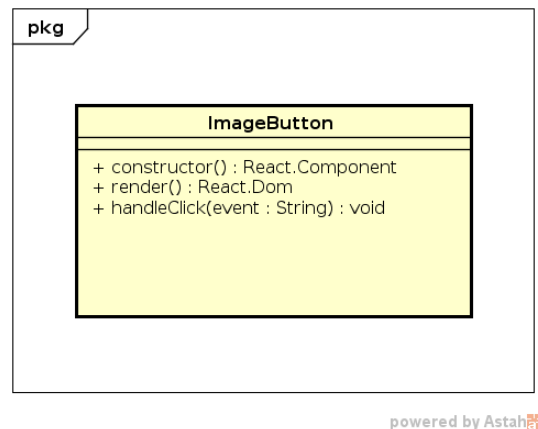 pkg
ImageButton
+ constructor() : React.Component
+ render() : React.Dom
+ handleClick(event : String) : void
powered by Astah